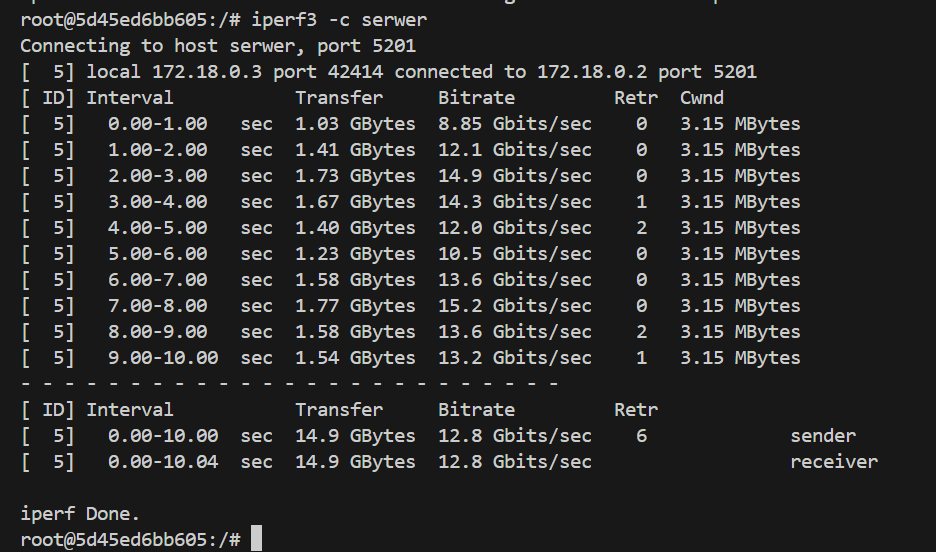 root@5d45ed6bb605:/# iperf3 -c serwer
Connecting to host serwer, port 5201
[  5] local 172.18.0.3 port 42414 connected to 172.18.0.2 port 5201
[ ID] Interval           Transfer     Bitrate         Retr  Cwnd
[  5]   0.00-1.00   sec  1.03 GBytes  8.85 Gbits/sec    0   3.15 MBytes
[  5]   1.00-2.00   sec  1.41 GBytes  12.1 Gbits/sec    0   3.15 MBytes
[  5]   2.00-3.00   sec  1.73 GBytes  14.9 Gbits/sec    0   3.15 MBytes
[  5]   3.00-4.00   sec  1.67 GBytes  14.3 Gbits/sec    1   3.15 MBytes
[  5]   4.00-5.00   sec  1.40 GBytes  12.0 Gbits/sec    2   3.15 MBytes
[  5]   5.00-6.00   sec  1.23 GBytes  10.5 Gbits/sec    0   3.15 MBytes
[  5]   6.00-7.00   sec  1.58 GBytes  13.6 Gbits/sec    0   3.15 MBytes
[  5]   7.00-8.00   sec  1.77 GBytes  15.2 Gbits/sec    0   3.15 MBytes
[  5]   8.00-9.00   sec  1.58 GBytes  13.6 Gbits/sec    2   3.15 MBytes
[  5]   9.00-10.00  sec  1.54 GBytes  13.2 Gbits/sec    1   3.15 MBytes
- - - - - - - - - - - - - - - - - - - - - - - - -
[ ID] Interval           Transfer     Bitrate         Retr
[  5]   0.00-10.00  sec  14.9 GBytes  12.8 Gbits/sec    6             sender
[  5]   0.00-10.04  sec  14.9 GBytes  12.8 Gbits/sec                  receiver

iperf Done.
root@5d45ed6bb605:/#